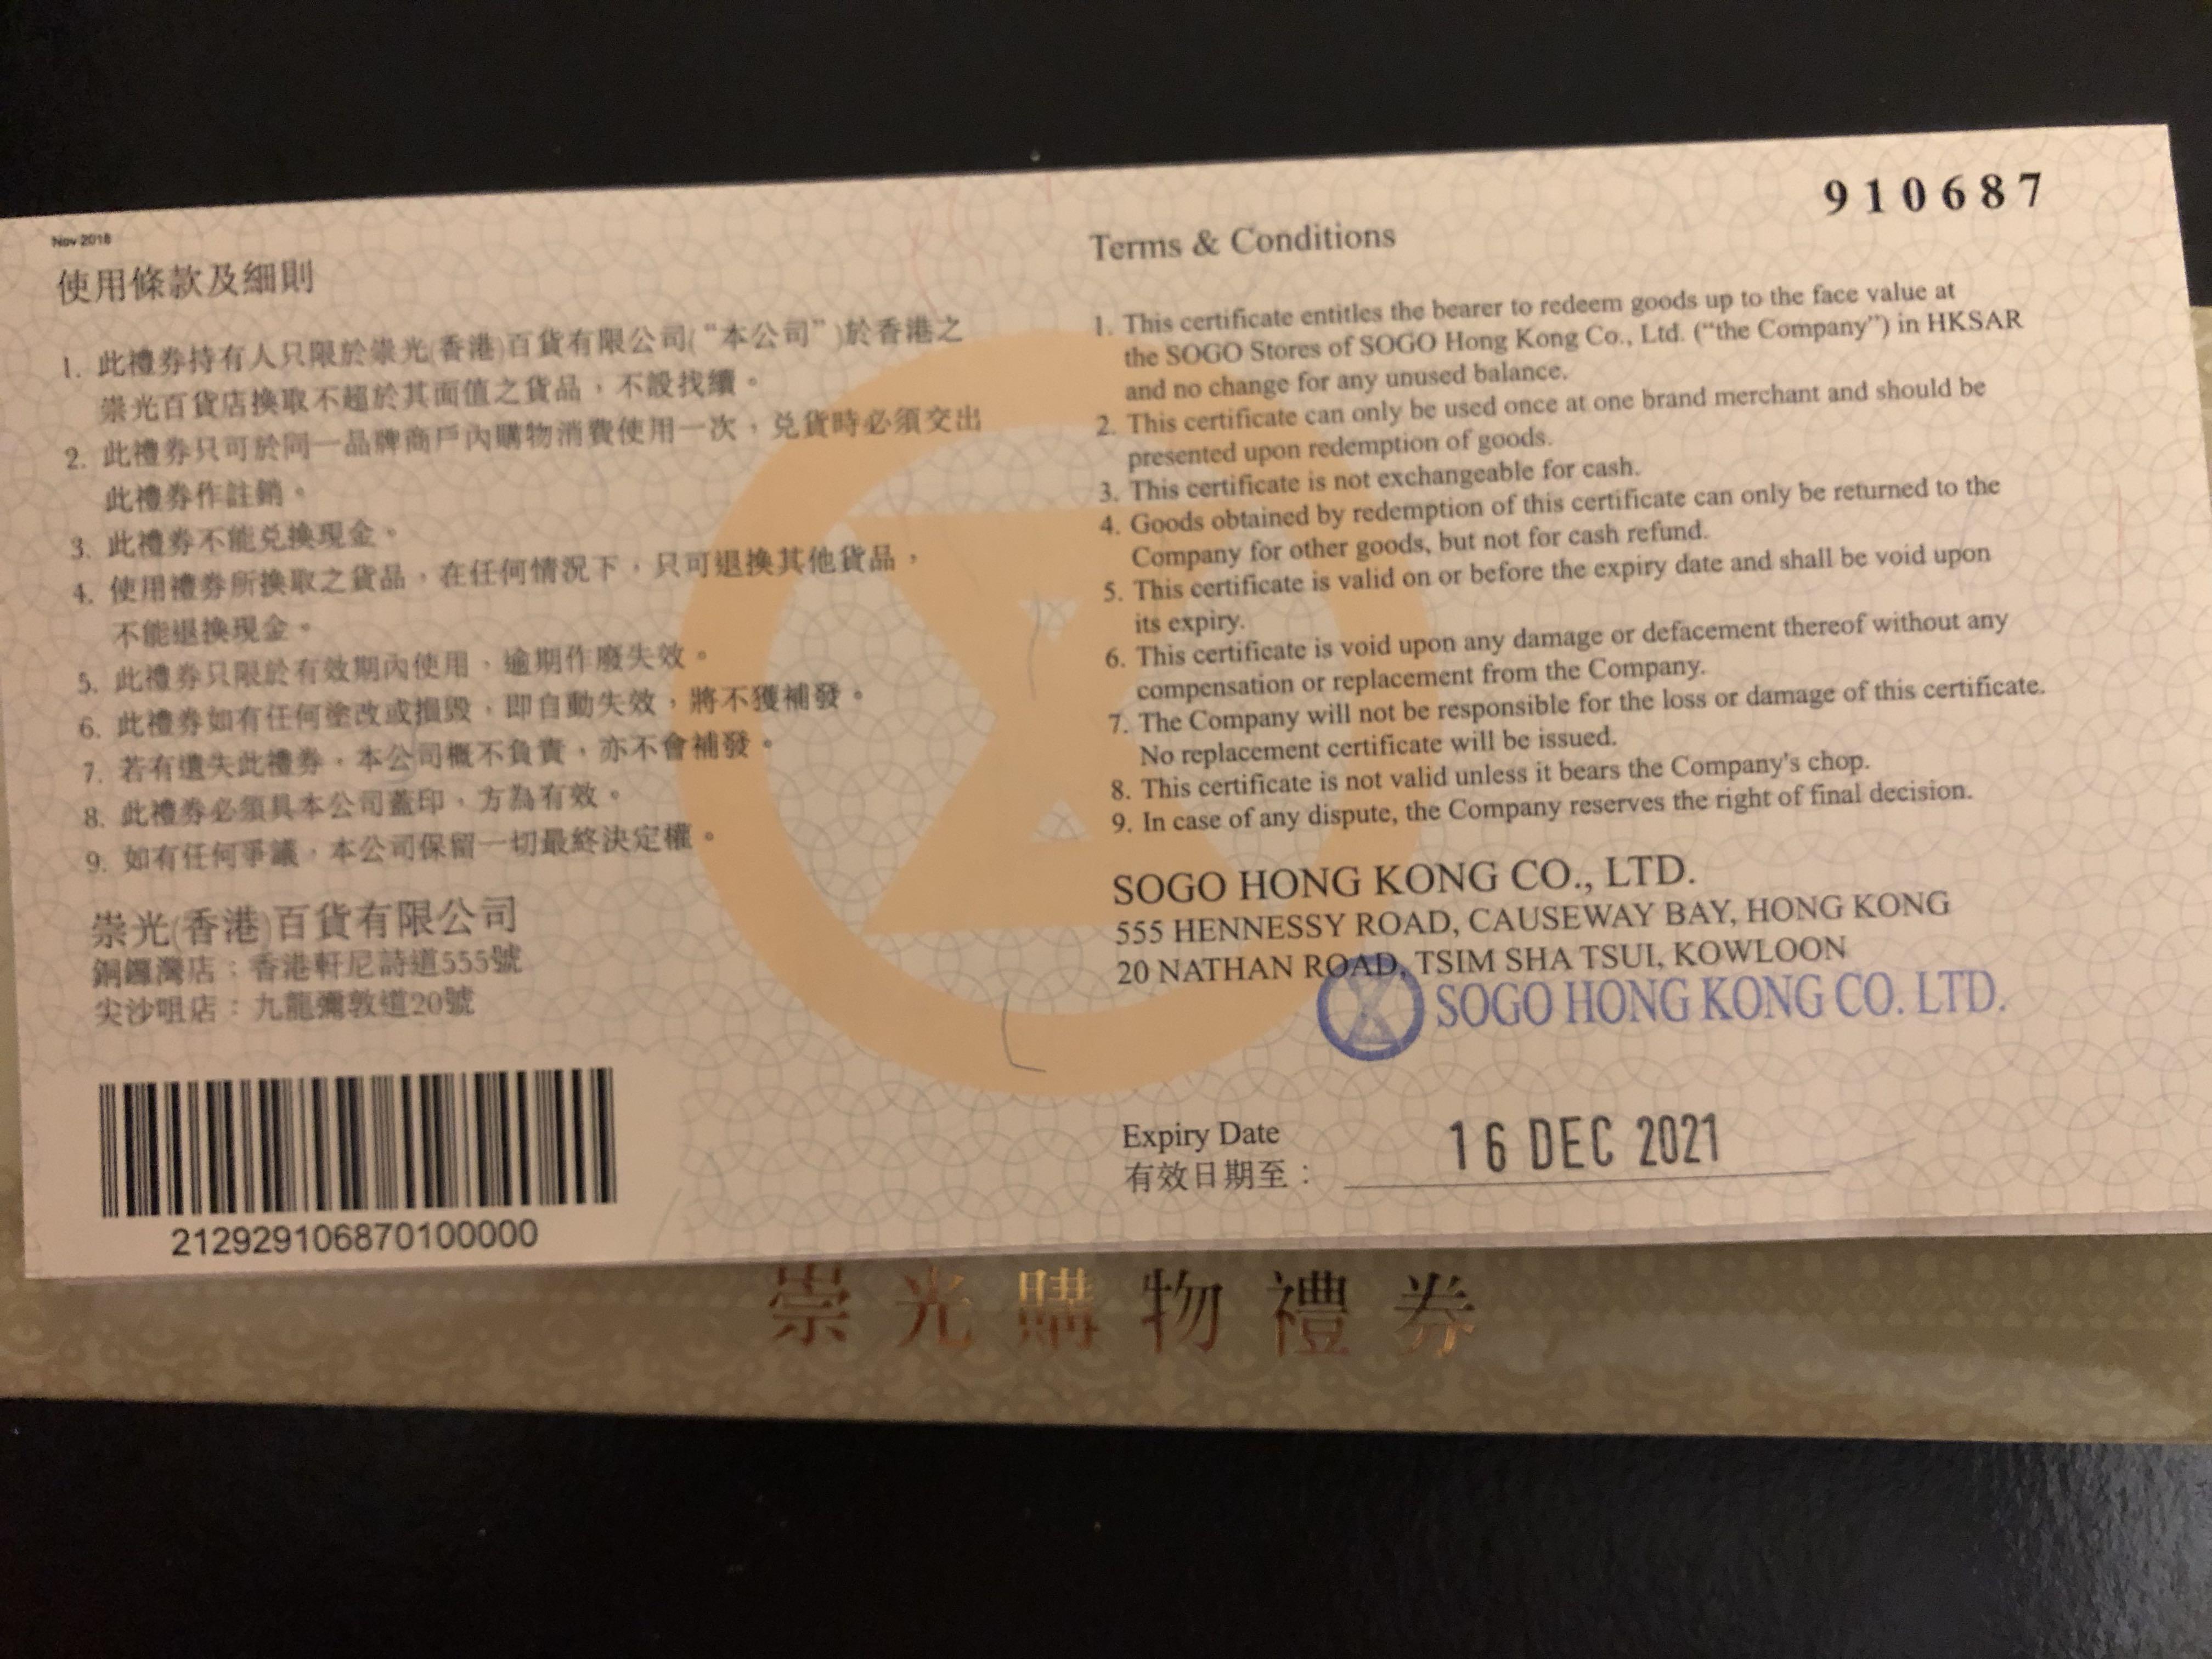 Nov 2018
使用條款及細則
1. 此禮券持有人只限於崇光(香港)百貨有限公司(“本公司”)於香港之
崇光百貨店換取不超於其面值之貨品，不設找續。
2. 此禮券只可於同一品牌商戶內購物消費使用一次，兌貨時必須交出
此禮券作註銷。
3. 此禮券不能兌換現金。
4. 使用禮券所換取之貨品，在任何情況下，只可退換其他貨品，
不能退換現金。
5. 此禮券只限於有效期內使用，逾期作廢失效。
6. 此禮券如有任何塗改或損毀，即自動失效，將不獲補發。
7. 若有遺失此禮券，本公司概不負責，亦不會補發。
8. 此禮券必須具本公司蓋印，方為有效。
9. 如有任何爭議，本公司保留一切最終決定權。
崇光(香港)百貨有限公司
銅鑼灣店：香港軒尼詩道555號
尖沙咀店：九龍彌敦道20號
212929106870100000
910687
Terms & Conditions
1. This certificate entitles the bearer to redeem goods up to the face value at
the SOGO Stores of SOGO Hong Kong Co., Ltd. (“the Company”) in HKSAR
and no change for any unused balance.
2. This certificate can only be used once at one brand merchant and should be
presented upon redemption of goods.
3. This certificate is not exchangeable for cash.
4. Goods obtained by redemption of this certificate can only be returned to the
Company for other goods, but not for cash refund.
5. This certificate is valid on or before the expiry date and shall be void upon
its expiry.
6. This certificate is void upon any damage or defacement thereof without any
compensation or replacement from the Company.
7. The Company will not be responsible for the loss or damage of this certificate.
No replacement certificate will be issued.
8. This certificate is not valid unless it bears the Company's chop.
9. In case of any dispute, the Company reserves the right of final decision.
SOGO HONG KONG CO., LTD.
555 HENNESSY ROAD, CAUSEWAY BAY, HONG KONG
20 NATHAN ROAD, TSIM SHA TSUI, KOWLOON
SOGO HONG KONG CO. LTD.
Expiry Date
有效日期至：
16 DEC 2021
崇光購物禮券